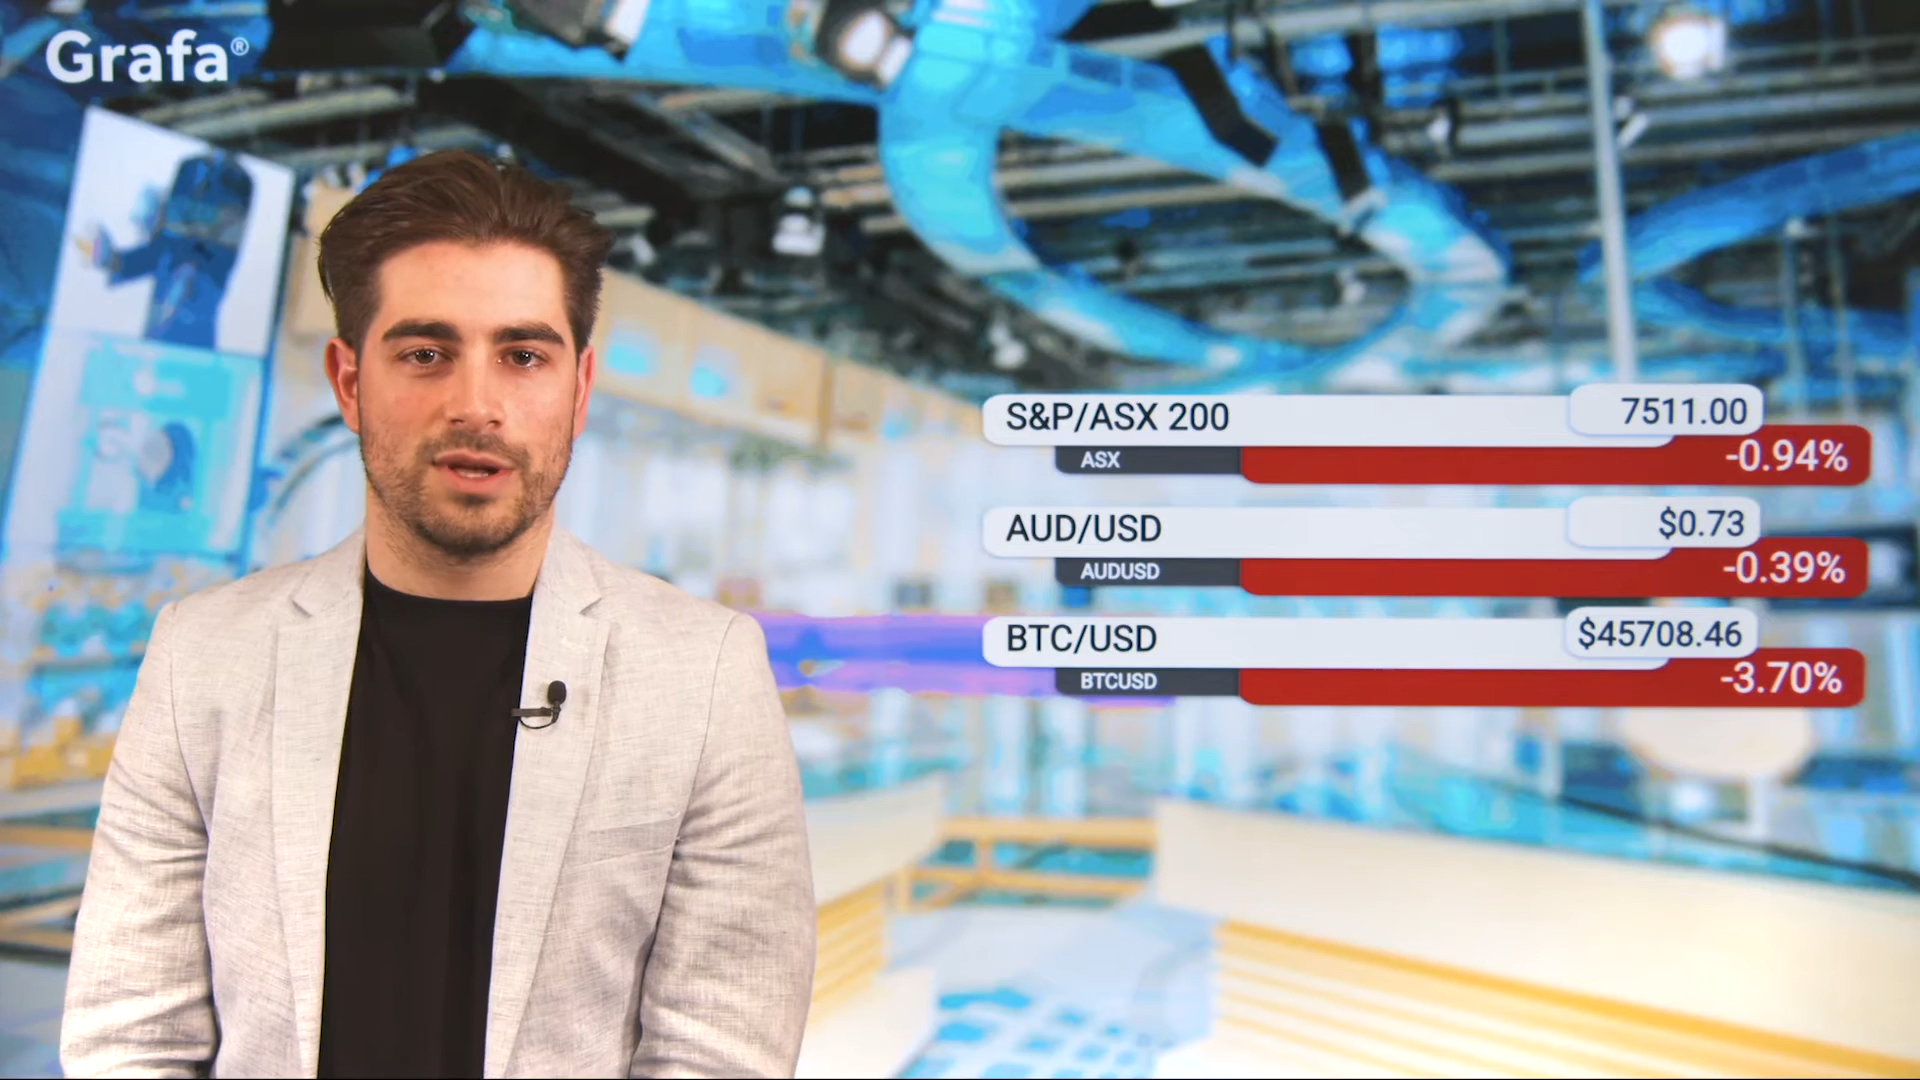 Grafa®
S&P/ASX 200
7511.00
ASX
-0.94%
AUD/USD
$0.73
AUDUSD
-0.39%
BTC/USD
$45708.46
BTCUSD
-3.70%